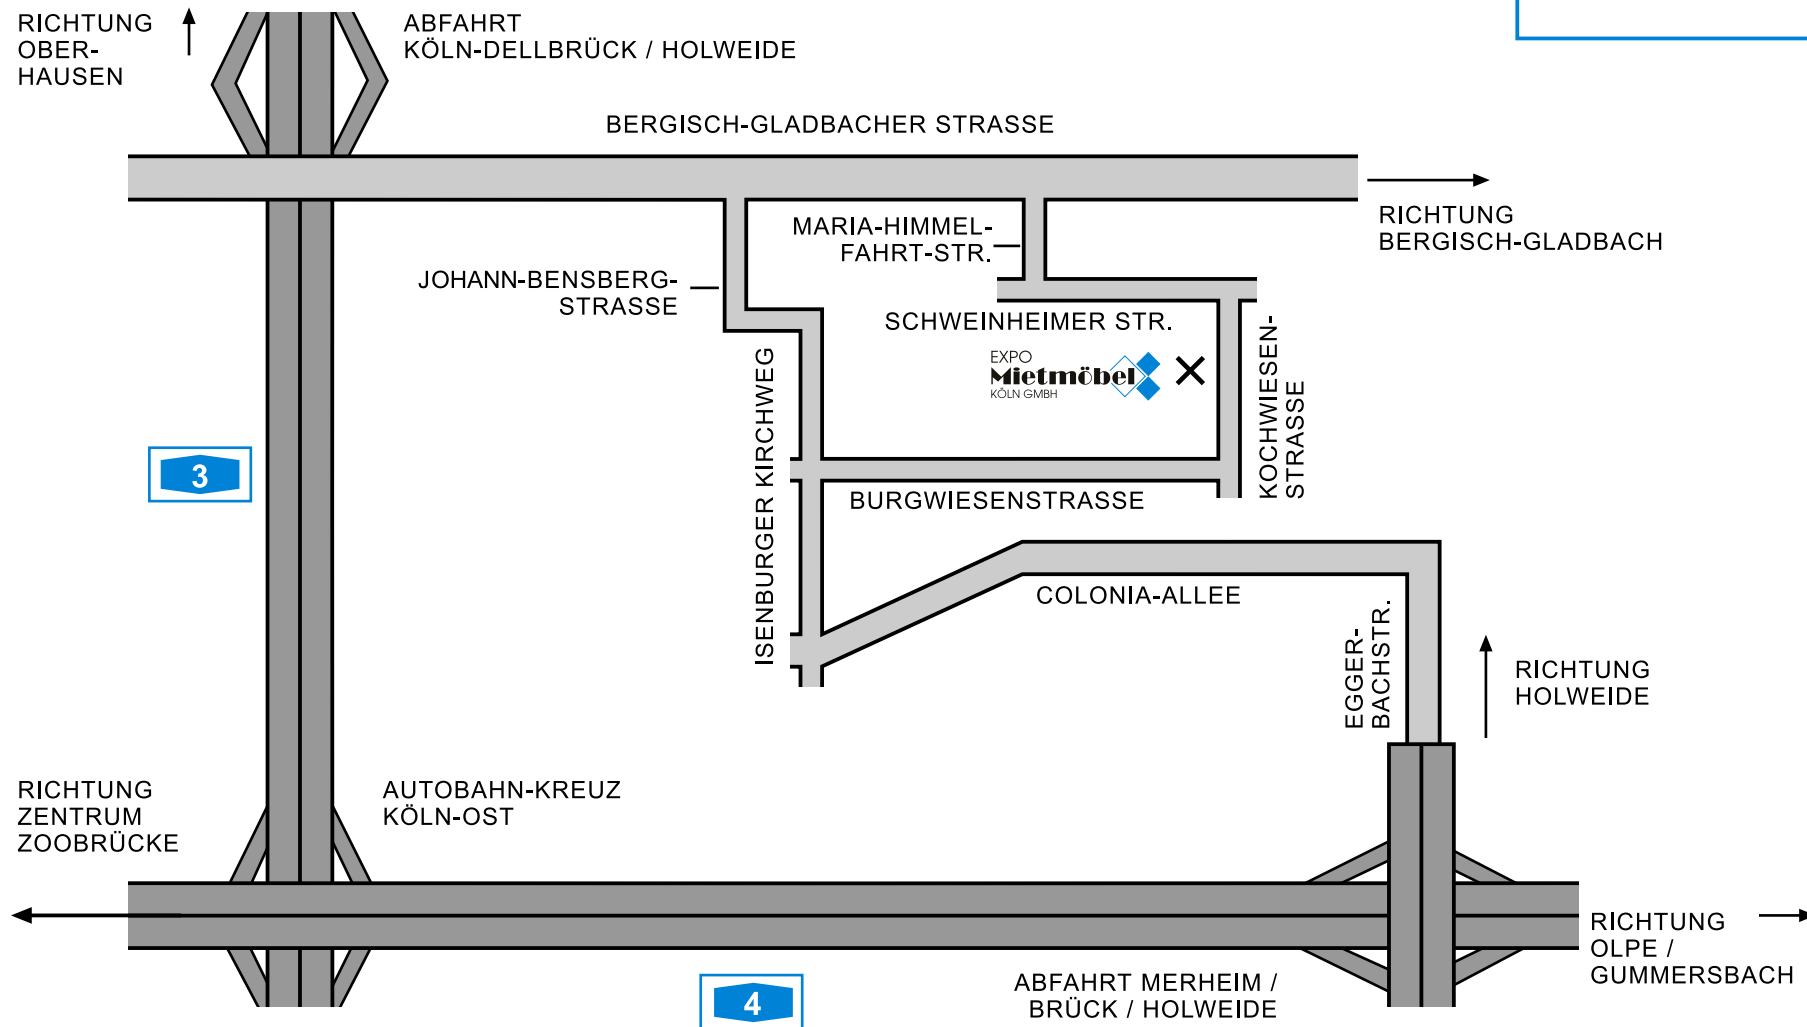 RICHTUNG
OBER-
HAUSEN
ABFAHRT
KÖLN-DELLBRÜCK / HOLWEIDE
BERGISCH-GLADBACHER STRASSE
RICHTUNG
BERGISCH-GLADBACH
MARIA-HIMMEL-
FAHRT-STR.
JOHANN-BENSBERG-
STRASSE
SCHWEINHEIMER STR.
EXPO
Mietmöbel
KÖLN GMBH
KOCHWIESEN-
STRASSE
ISENBURGER KIRCHWEG
3
BURGWIESENSTRASSE
COLONIA-ALLEE
EGGER-
BACHSTR.
RICHTUNG
HOLWEIDE
RICHTUNG
ZENTRUM
ZOOBRÜCKE
AUTOBAHN-KREUZ
KÖLN-OST
RICHTUNG
OLPE /
GUMMERSBACH
ABFAHRT MERHEIM /
BRÜCK / HOLWEIDE
4